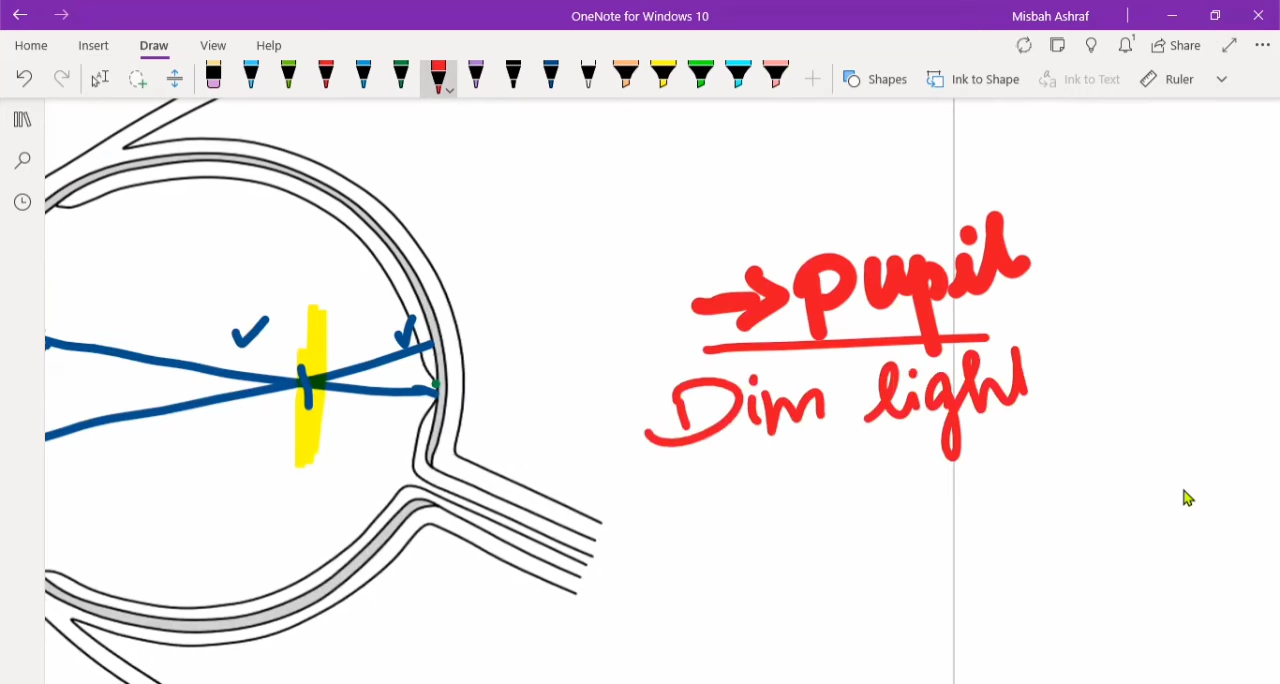 OneNote for Windows 10
Misbah Ashraf
Home Insert Draw View Help
1
Share
Shapes
Ink to Shape
Ink to Text
Ruler
→ pupil
Dim light